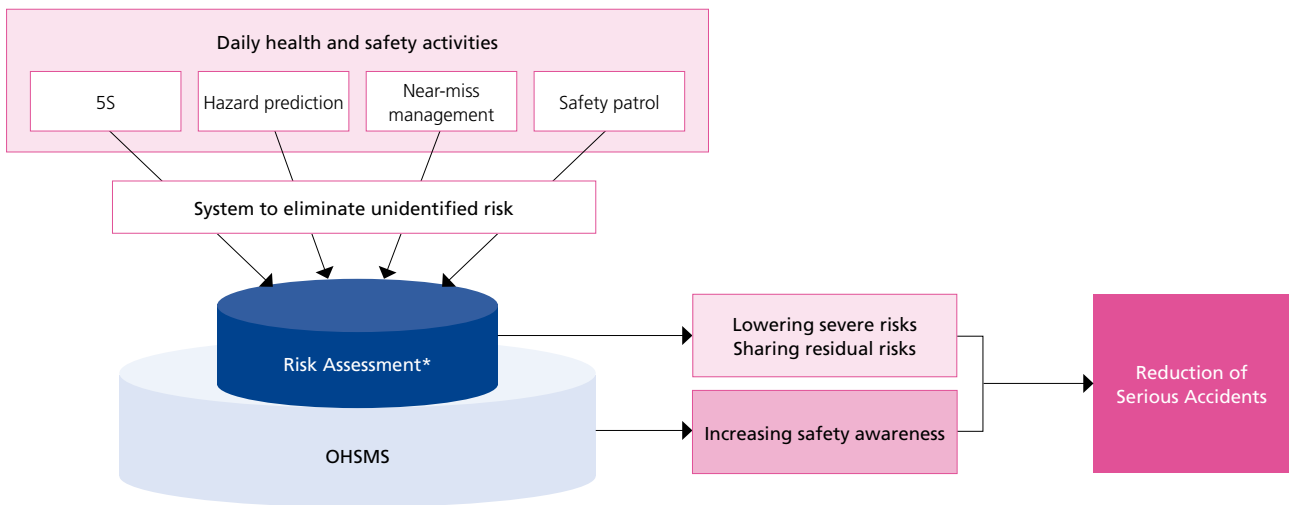 Daily health and safety activities
5S
Hazard prediction
Near-miss
management
Safety patrol
System to eliminate unidentified risk
Risk Assessment*
OHSMS
Lowering severe risks
Sharing residual risks
Increasing safety awareness
Reduction of
Serious Accidents